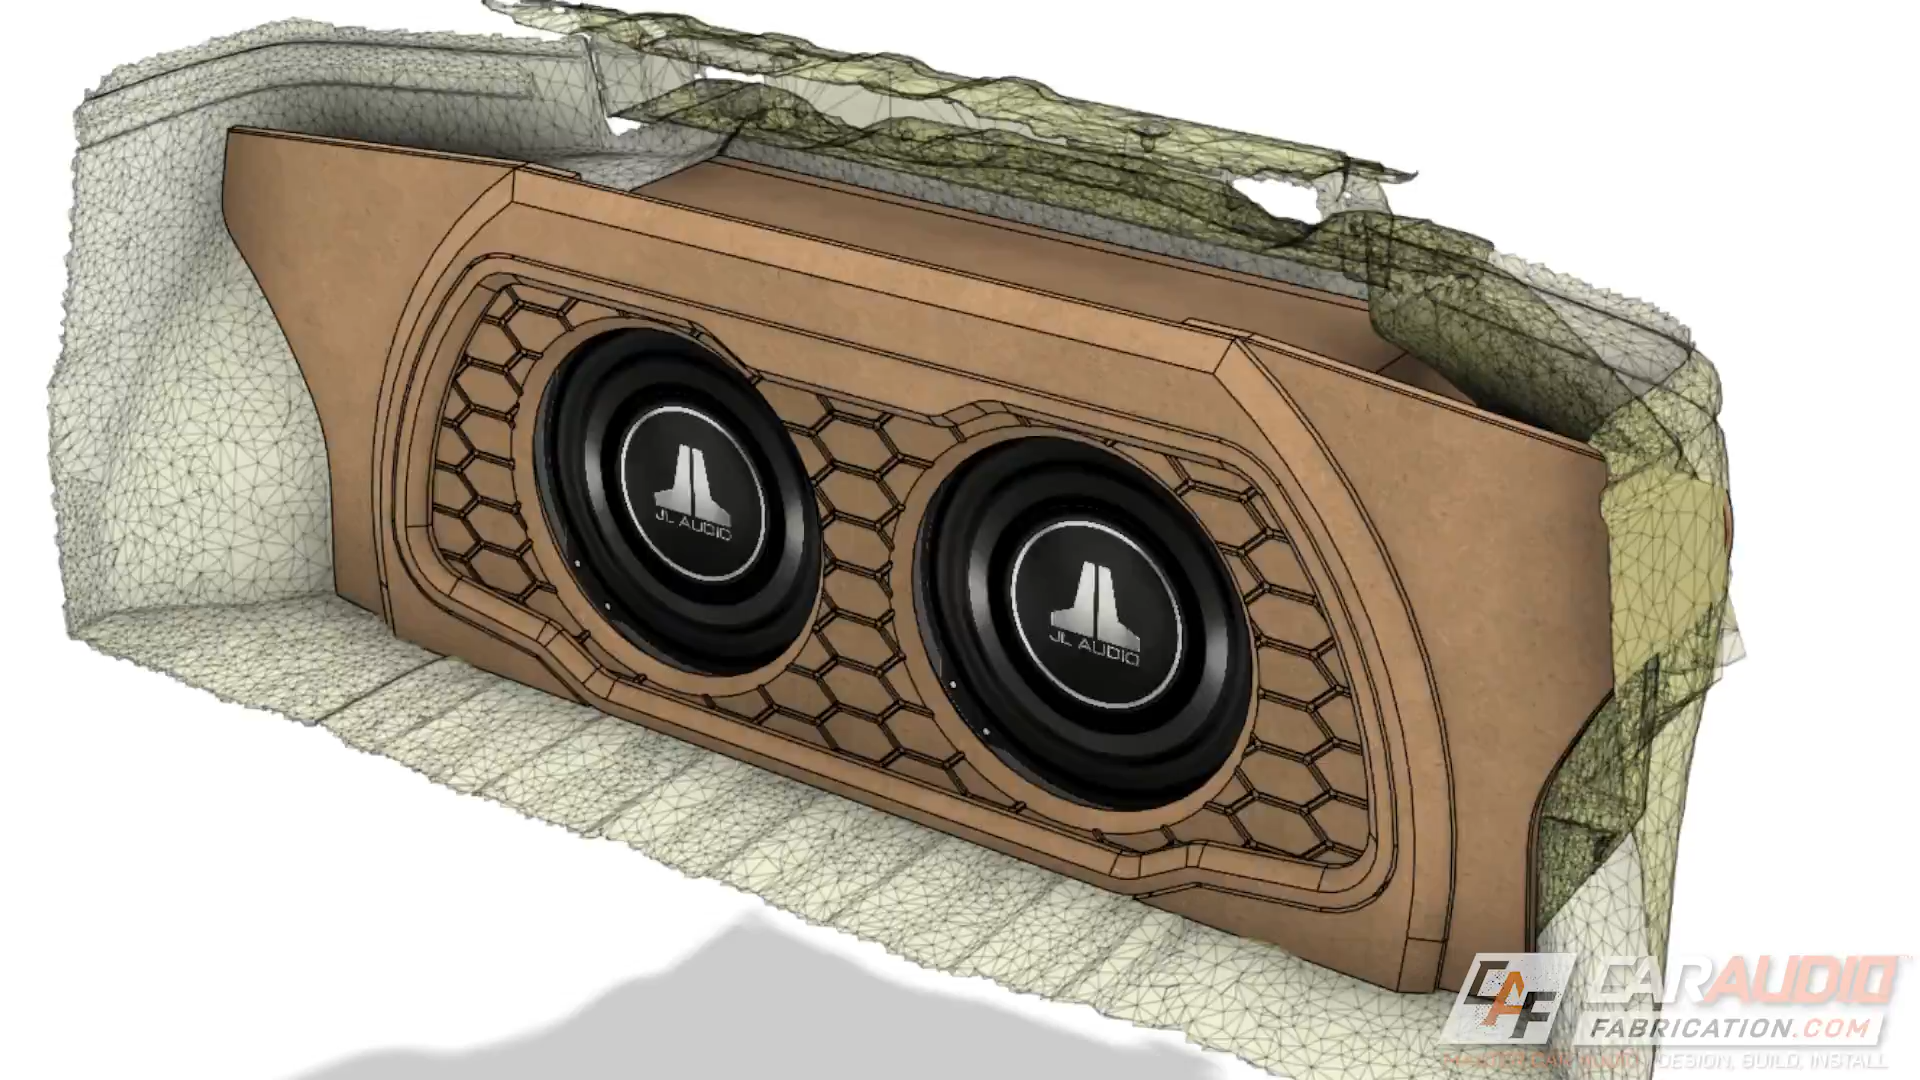 JL AUDIO
JL AUDIO
CAF
CARAUDIO
FABRICATION.COM
DESIGN, BUILD, INSTALL